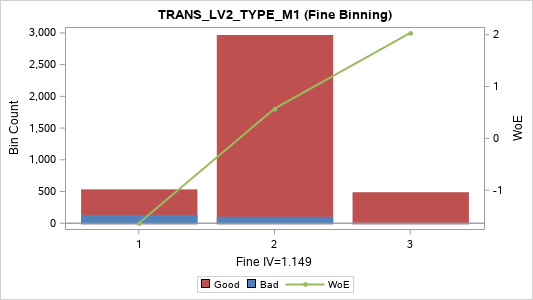 TRANS_LV2_TYPE_M1 (Fine Binning)
3,000
2,500
2,000
1,500
1,000
500
0
Bin Count
2
1
0
-1
WoE
1 2 3
Fine IV=1.149
Good Bad WoE